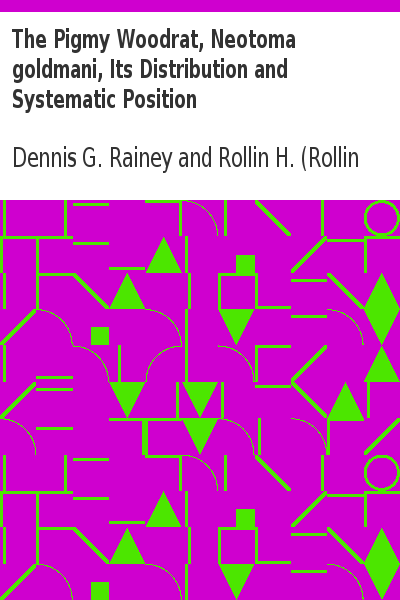 The Pigmy Woodrat, Neotoma
goldmani, Its Distribution and
Systematic Position
Dennis G. Rainey and Rollin H. (Rollin